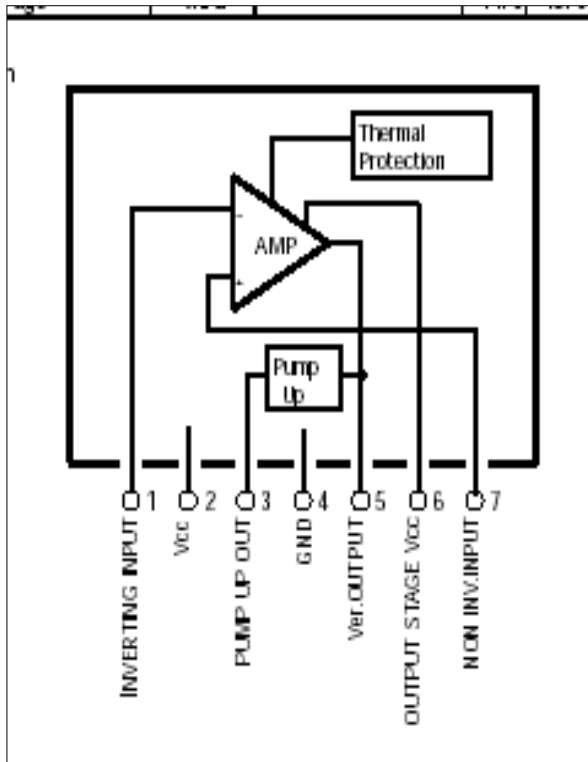 n
Thermal
Protection
-
AMP
+
Pump
Up
1
2
3
4
5
6
7
INVERTING INPUT
Vcc
PUMP UP OUT
GND
Ver.OUTPUT
OUTPUT STAGE Vcc
NON INV.INPUT